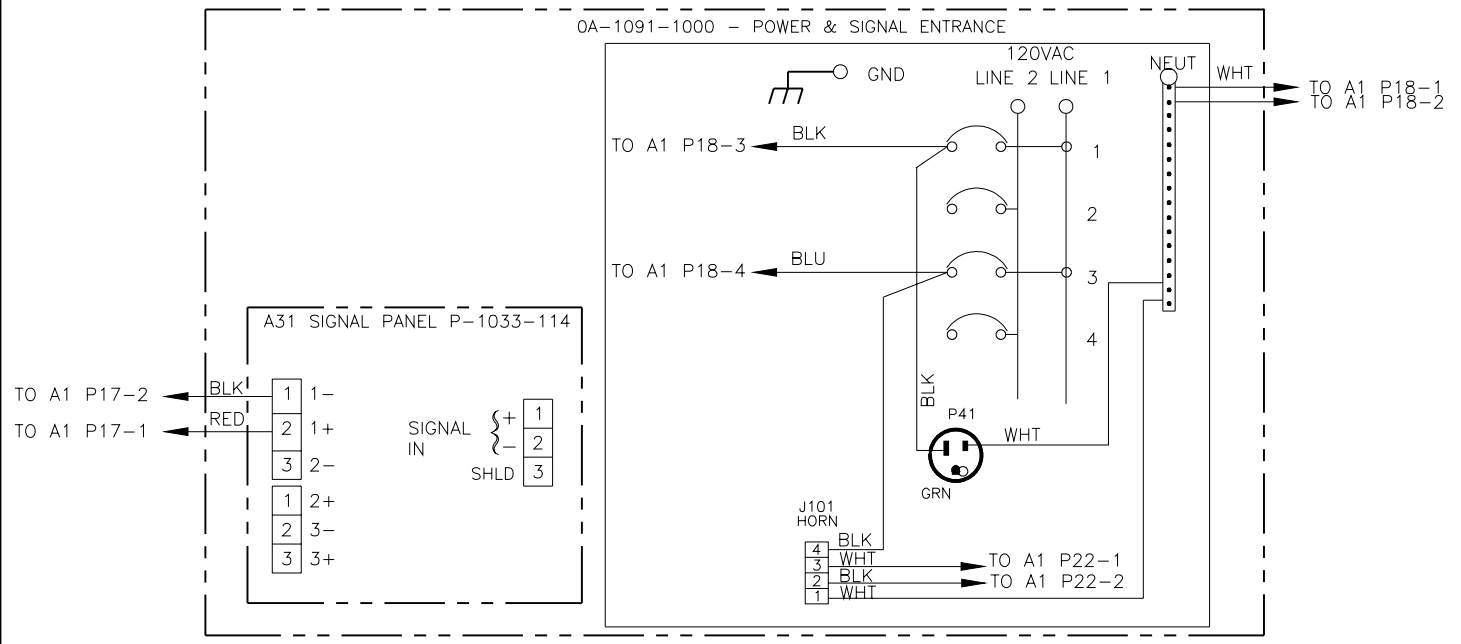 0A-1091-1000 - POWER & SIGNAL ENTRANCE
120VAC
LINE 2 LINE 1
NEUT
GND
WHT
TO A1 P18-1
TO A1 P18-2
TO A1 P18-3
BLK
1
2
TO A1 P18-4
BLU
3
4
A31 SIGNAL PANEL P-1033-114
TO A1 P17-2
BLK
1
1-
TO A1 P17-1
RED
2
1+
3
2-
1
2+
2
3-
3
3+
SIGNAL
IN
+
1
-
2
SHLD
3
BLK
P41
WHT
GRN
J101
HORN
4
BLK
3
WHT
TO A1 P22-1
2
BLK
TO A1 P22-2
1
WHT